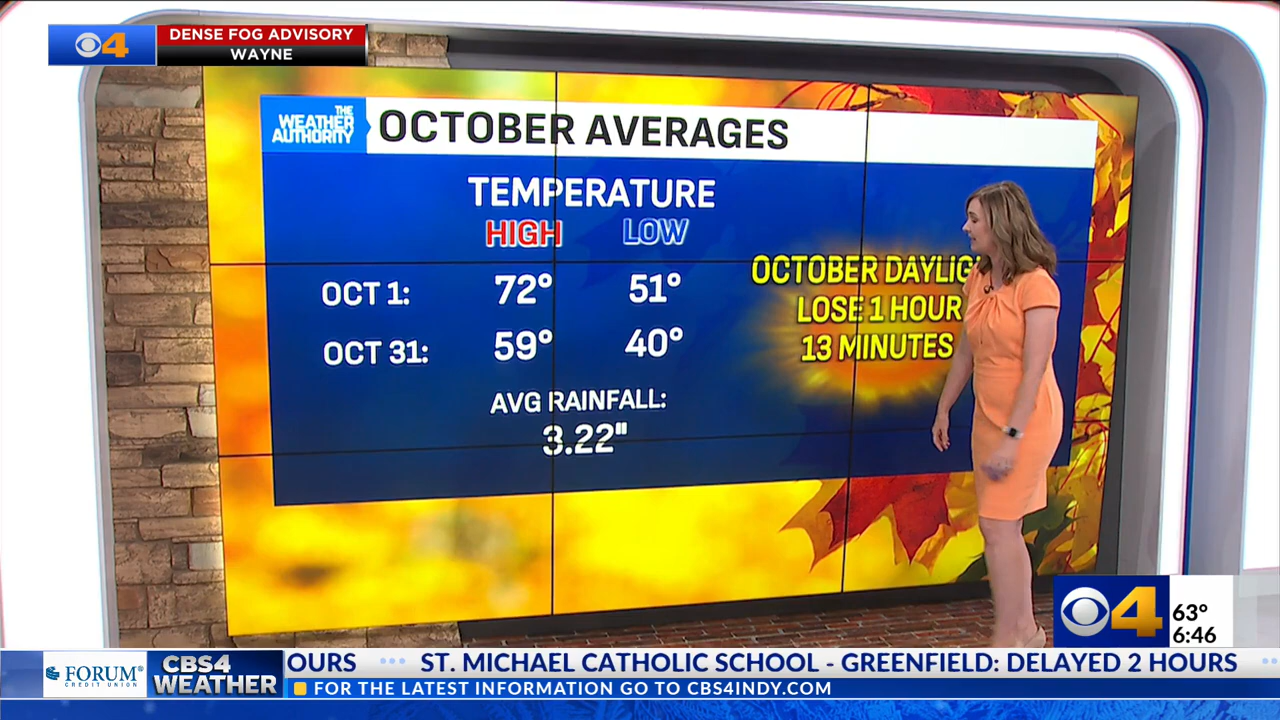 4
DENSE FOG ADVISORY
WAYNE
THE
WEATHER
AUTHORITY
OCTOBER AVERAGES
TEMPERATURE
HIGH LOW
OCT 1: 72° 51°
OCT 31: 59° 40°
AVG RAINFALL:
3.22"
OCTOBER
LOSE 1 HOUR
13 MINUTES
4
63°
6:46
FORUM
CREDIT UNION
CBS4
WEATHER
OURS ST. MICHAEL CATHOLIC SCHOOL - GREENFIELD: DELAYED 2 HOURS
FOR THE LATEST INFORMATION GO TO CBS4INDY.COM